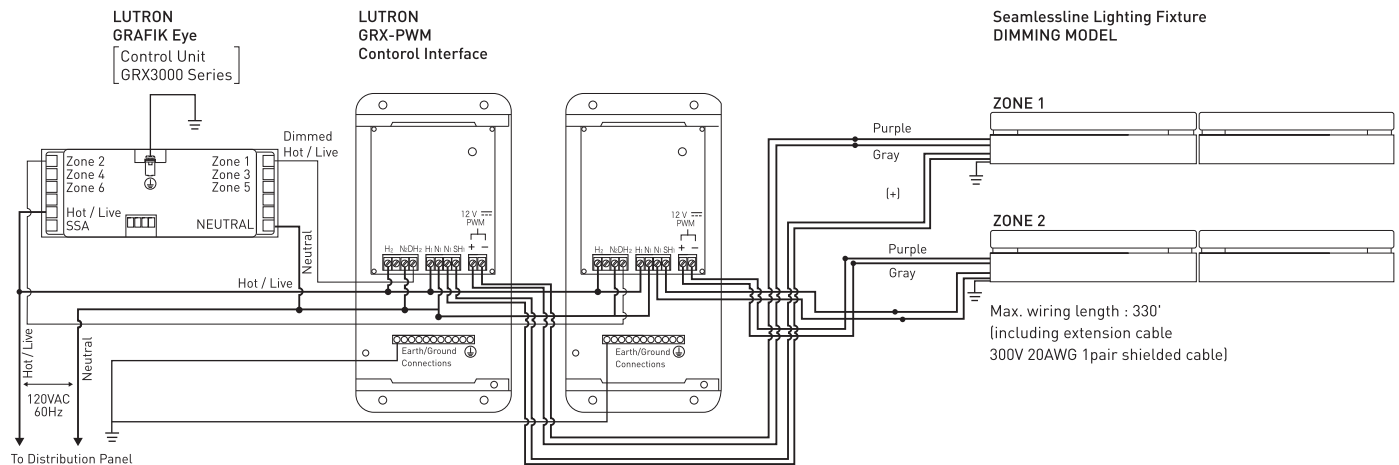 LUTRON
GRAFIK Eye
Control Unit
GRX3000 Series
LUTRON
GRX-PWM
Contorol Interface
Seamlessline Lighting Fixture
DIMMING MODEL
Zone 2
Zone 4
Zone 6
Hot / Live
SSA
Zone 1
Zone 3
Zone 5
NEUTRAL
Dimmed
Hot / Live
Neutral
Hot / Live
12 V
PWM
+ −
H2 N2DH2 H1 N1 N1 SH1
Earth/Ground
Connections
12 V
PWM
+ −
H2 N2DH2 H1 N1 N1 SH1
Earth/Ground
Connections
Purple
Gray
(+)
ZONE 1
ZONE 2
Purple
Gray
Max. wiring length : 330'
(including extension cable
300V 20AWG 1pair shielded cable)
Hot / Live
Neutral
120VAC
60Hz
To Distribution Panel